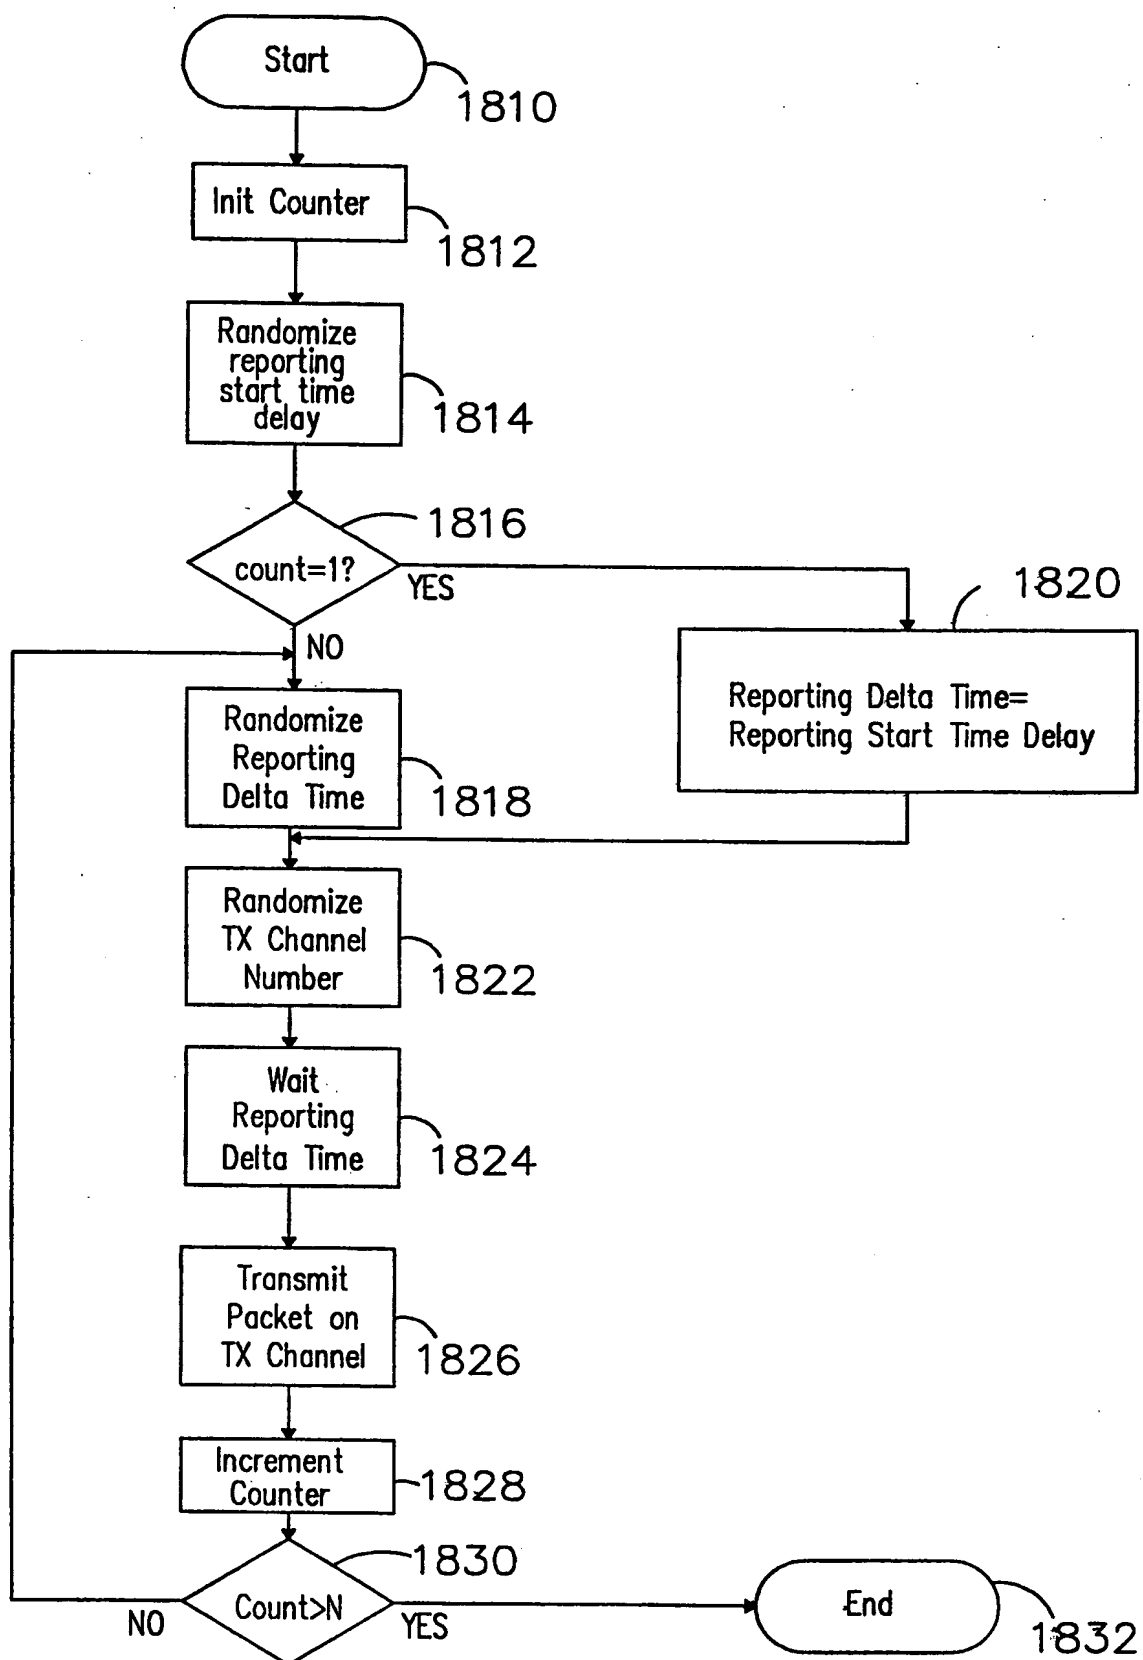 Start
1810
Init Counter
1812
Randomize
reporting
start time
delay
1814
1816
count=1?
YES
NO
1820
Reporting Delta Time=
Reporting Start Time Delay
Randomize
Reporting
Delta Time
1818
Randomize
TX Channel
Number
1822
Wait
Reporting
Delta Time
1824
Transmit
Packet on
TX Channel
1826
Increment
Counter
1828
1830
Count>N
NO
YES
End
1832